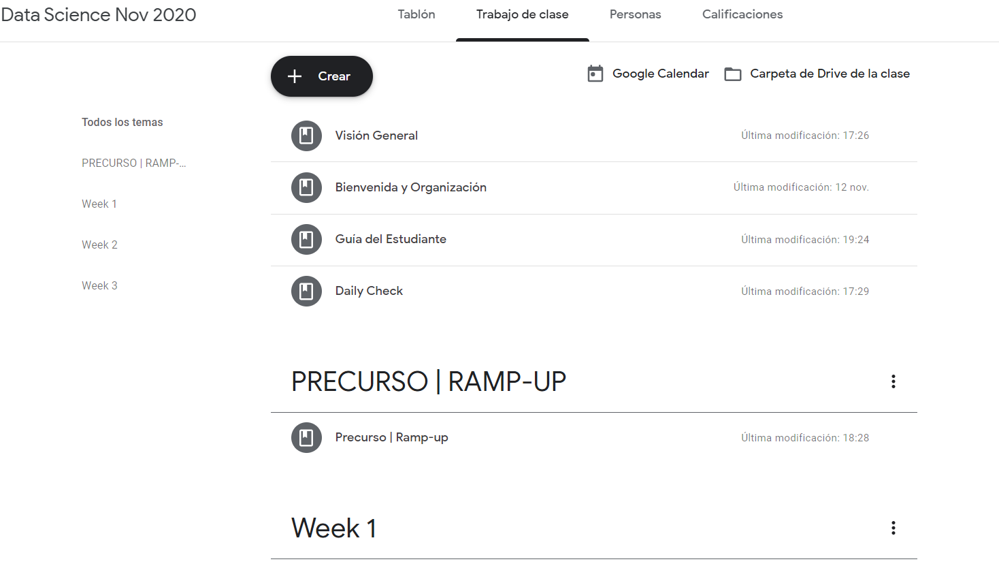 Data Science Nov 2020
Tablón
Trabajo de clase
Personas
Calificaciones
Crear
Google Calendar
Carpeta de Drive de la clase
Todos los temas
PRECURSO | RAMP-...
Week 1
Week 2
Week 3
Visión General
Última modificación: 17:26
Bienvenida y Organización
Última modificación: 12 nov.
Guía del Estudiante
Última modificación: 19:24
Daily Check
Última modificación: 17:29
PRECURSO | RAMP-UP
Precurso | Ramp-up
Última modificación: 18:28
Week 1